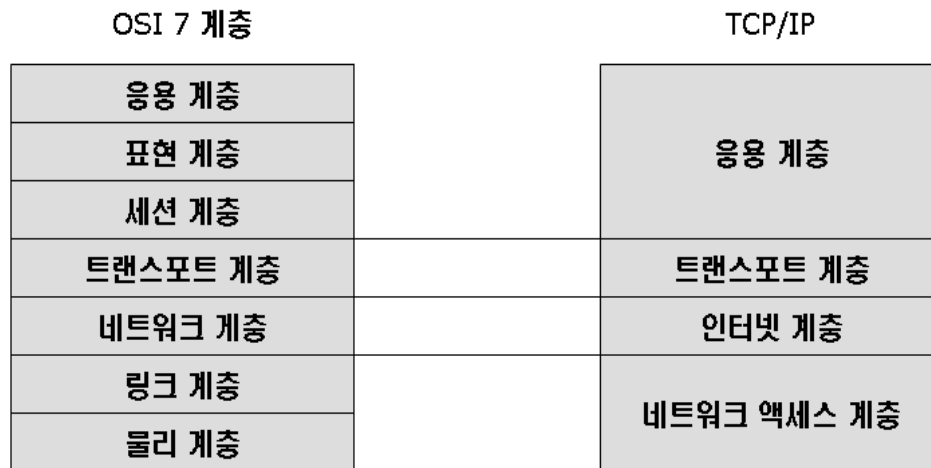 OSI 7 계층
TCP/IP
응용 계층
표현 계층
세션 계층
트랜스포트 계층
네트워크 게층
링크 계층
물리 계층
응용 계층
트랜스포트 계층
인터넷 계층
네트워크 액세스 계층